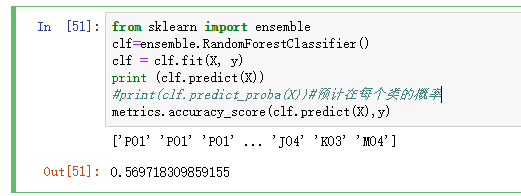 In [51]: from sklearn import ensemble
clf=ensemble.RandomForestClassifier()
clf = clf.fit(X, y)
print (clf.predict(X))
#print(clf.predict_proba(X))#预计在每个类的概率
metrics.accuracy_score(clf.predict(X),y)
['P01' 'P01' 'P01' ... 'J04' 'K03' 'M04']
Out[51]: 0.569718309859155